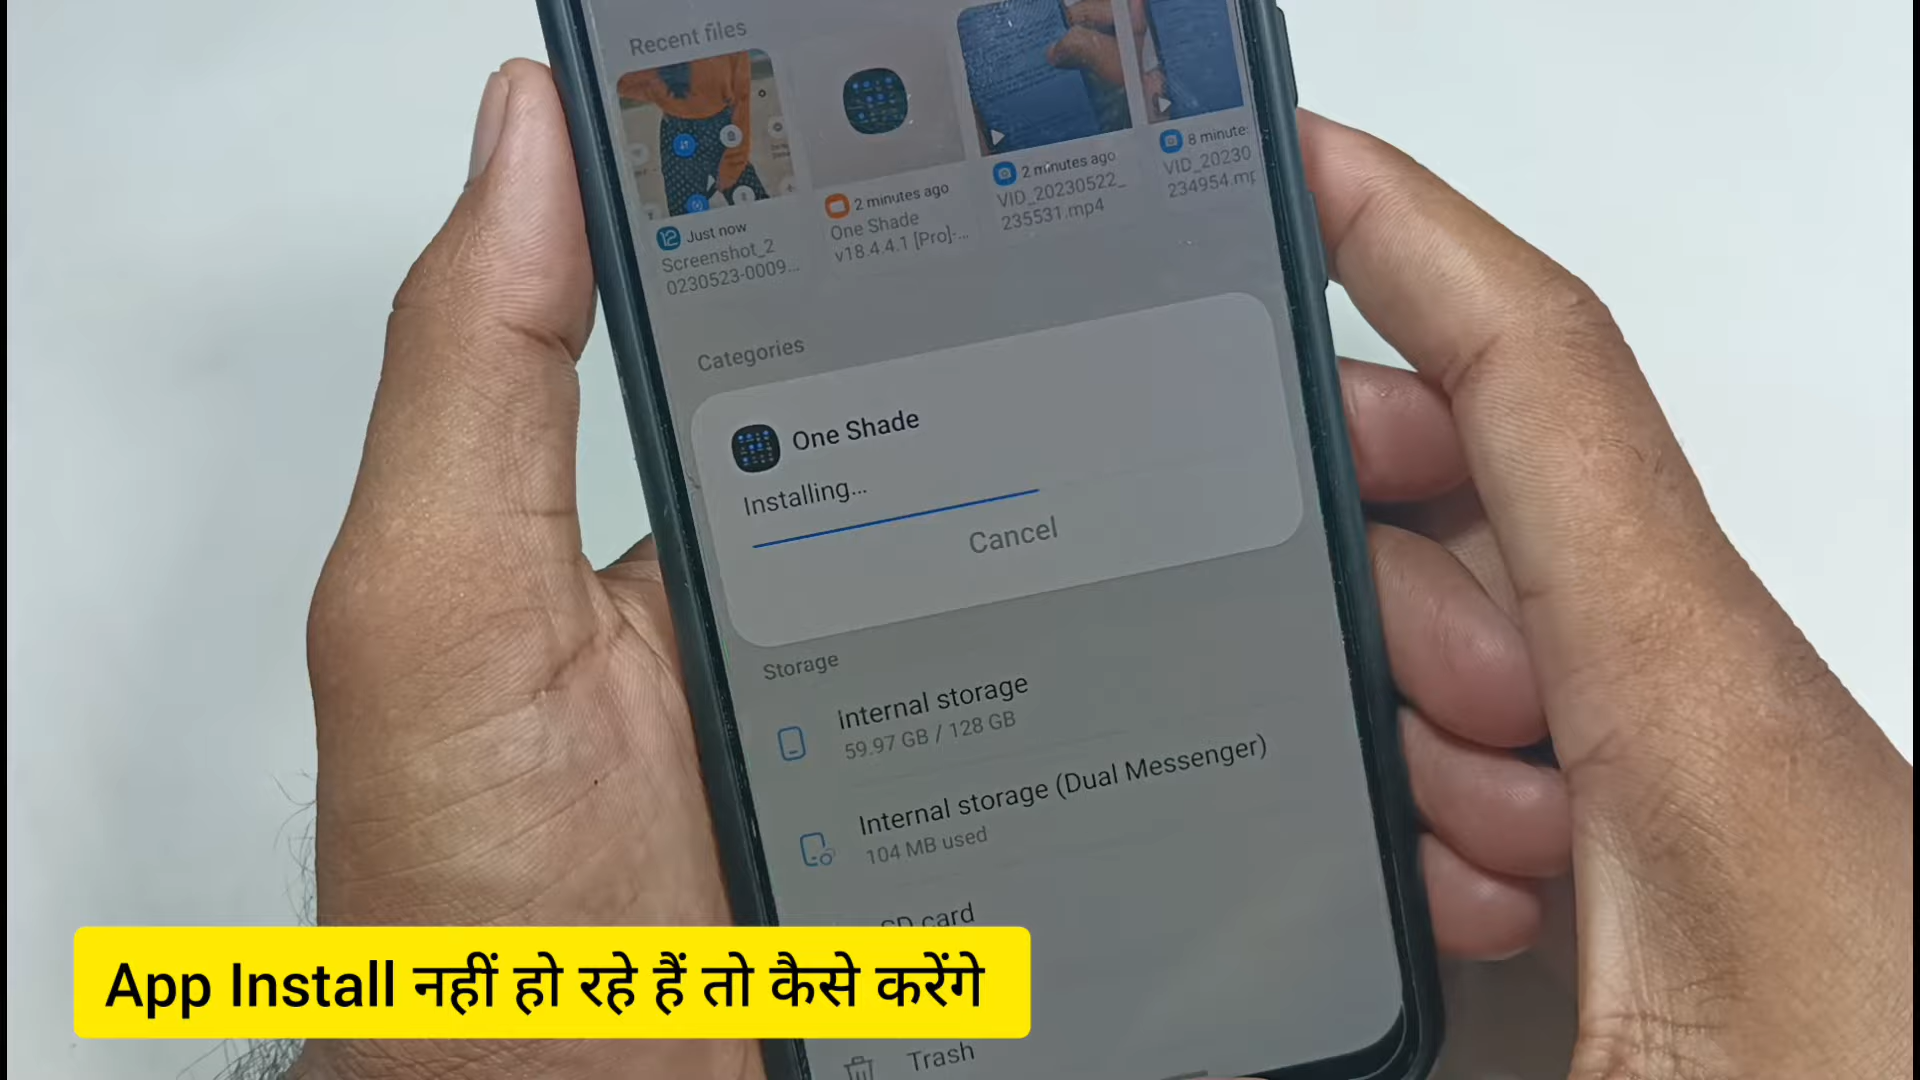 Recent files
Just now
Screenshot_2
0230523-0009...
2 minutes ago
One Shade
v18.4.4.1 [Pro]-...
2 minutes ago
VID_20230522_
235531.mp4
8 minute
VID_20230
234954.mp
Categories
One Shade
Installing...
Cancel
Storage
Internal storage
59.97 GB / 128 GB
Internal storage (Dual Messenger)
104 MB used
SD card
Trash
App Install नहीं हो रहे हैं तो कैसे करेंगे